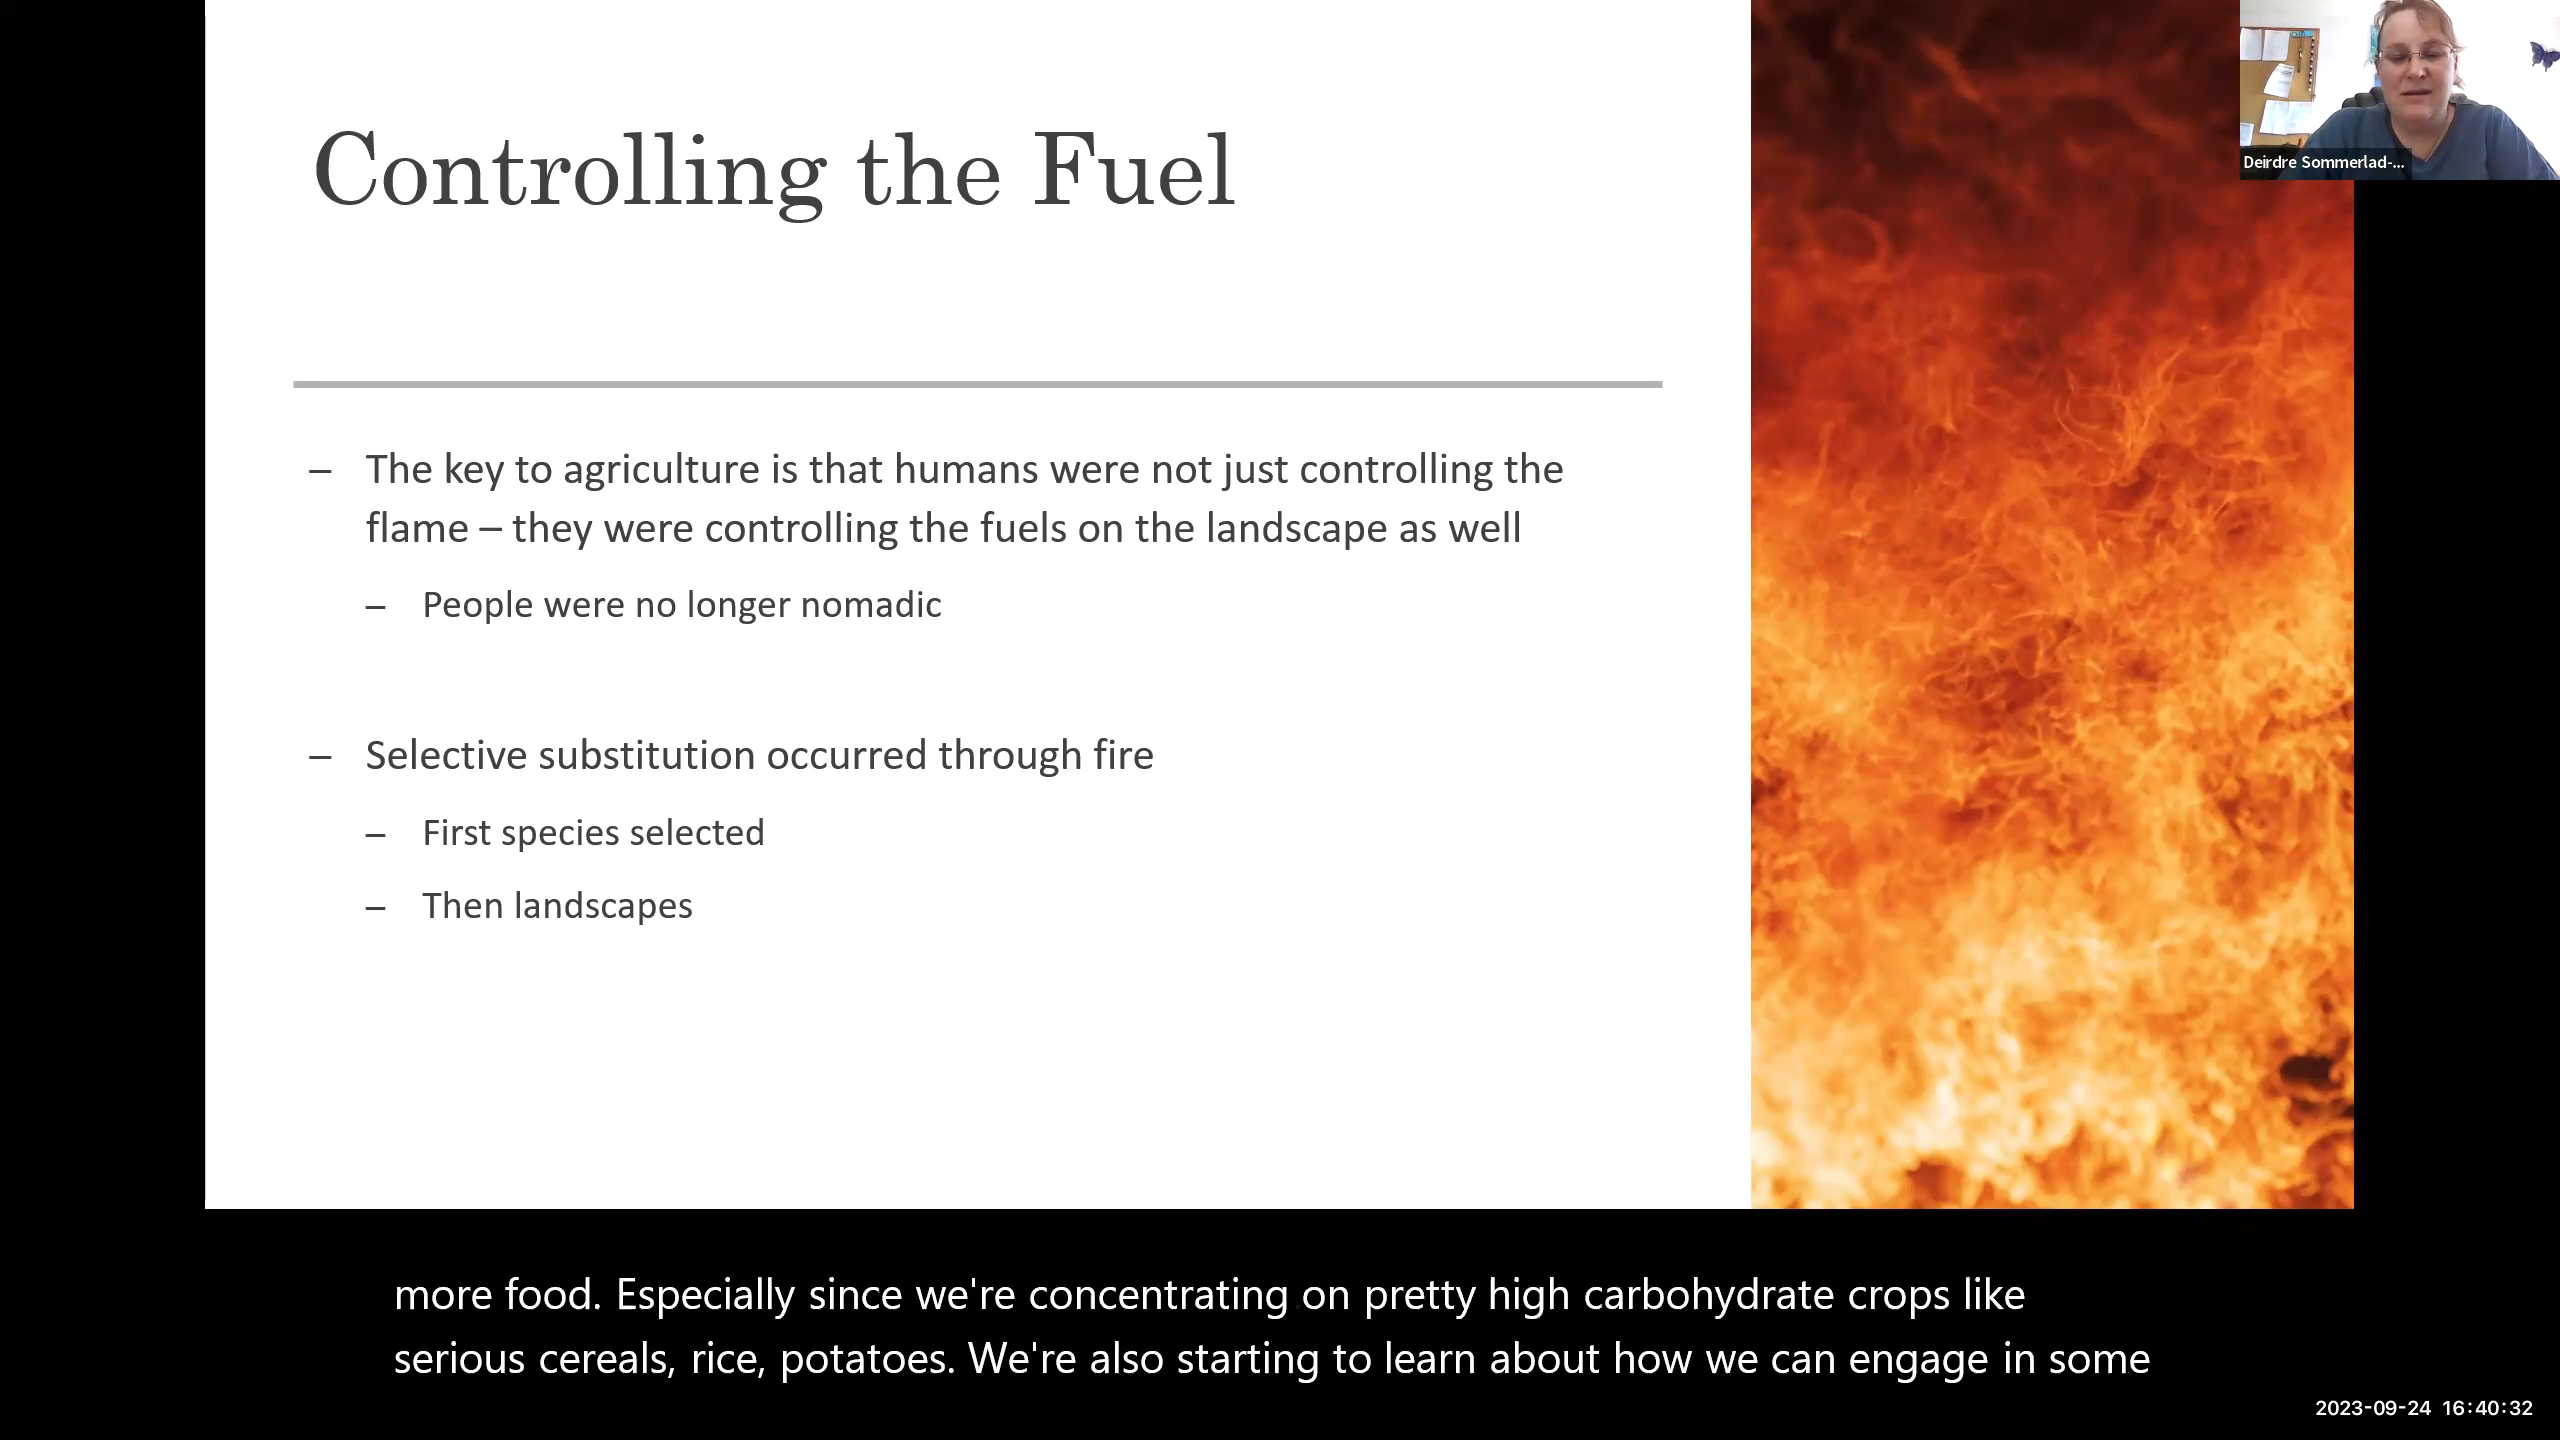 Controlling the Fuel
– The key to agriculture is that humans were not just controlling the
flame – they were controlling the fuels on the landscape as well
– People were no longer nomadic
– Selective substitution occurred through fire
– First species selected
– Then landscapes
Deirdre Sommerlad-...
more food. Especially since we're concentrating on pretty high carbohydrate crops like
serious cereals, rice, potatoes. We're also starting to learn about how we can engage in some
2023-09-24 16:40:32